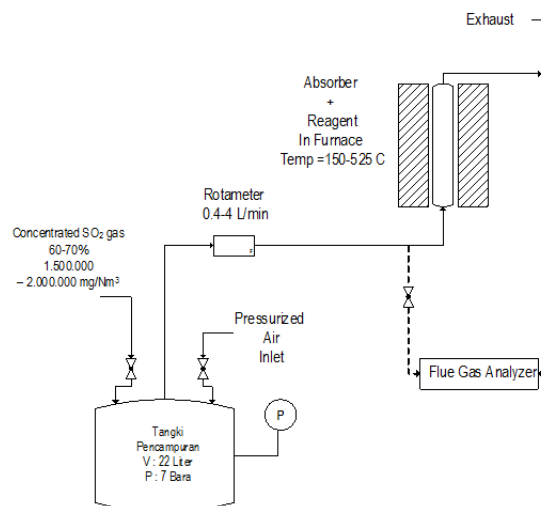 Exhaust
Absorber
+
Reagent
In Furnace
Temp =150-525 C
Rotameter
0.4-4 L/min
Concentrated SO₂ gas
60-70%
1.500.000
– 2.000.000 mg/Nm³
Pressurized
Air
Inlet
Flue Gas Analyzer
P
Tangki
Pencampuran
V : 22 Liter
P : 7 Bara